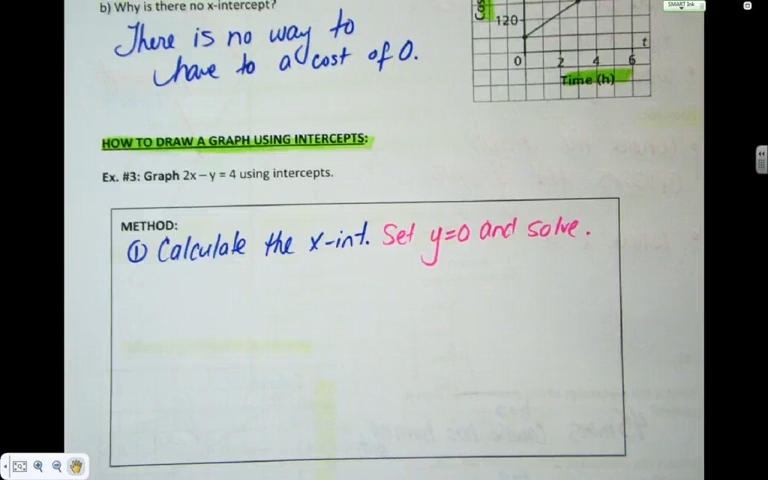 b) Why is there no x-intercept?
There is no way to
have to a cost of 0.
120
t
0 2 4 6
Time (h)
SMART Ink
HOW TO DRAW A GRAPH USING INTERCEPTS:
Ex. #3: Graph 2x – y = 4 using intercepts.
METHOD:
① Calculate the x-int. Set y=0 and solve.